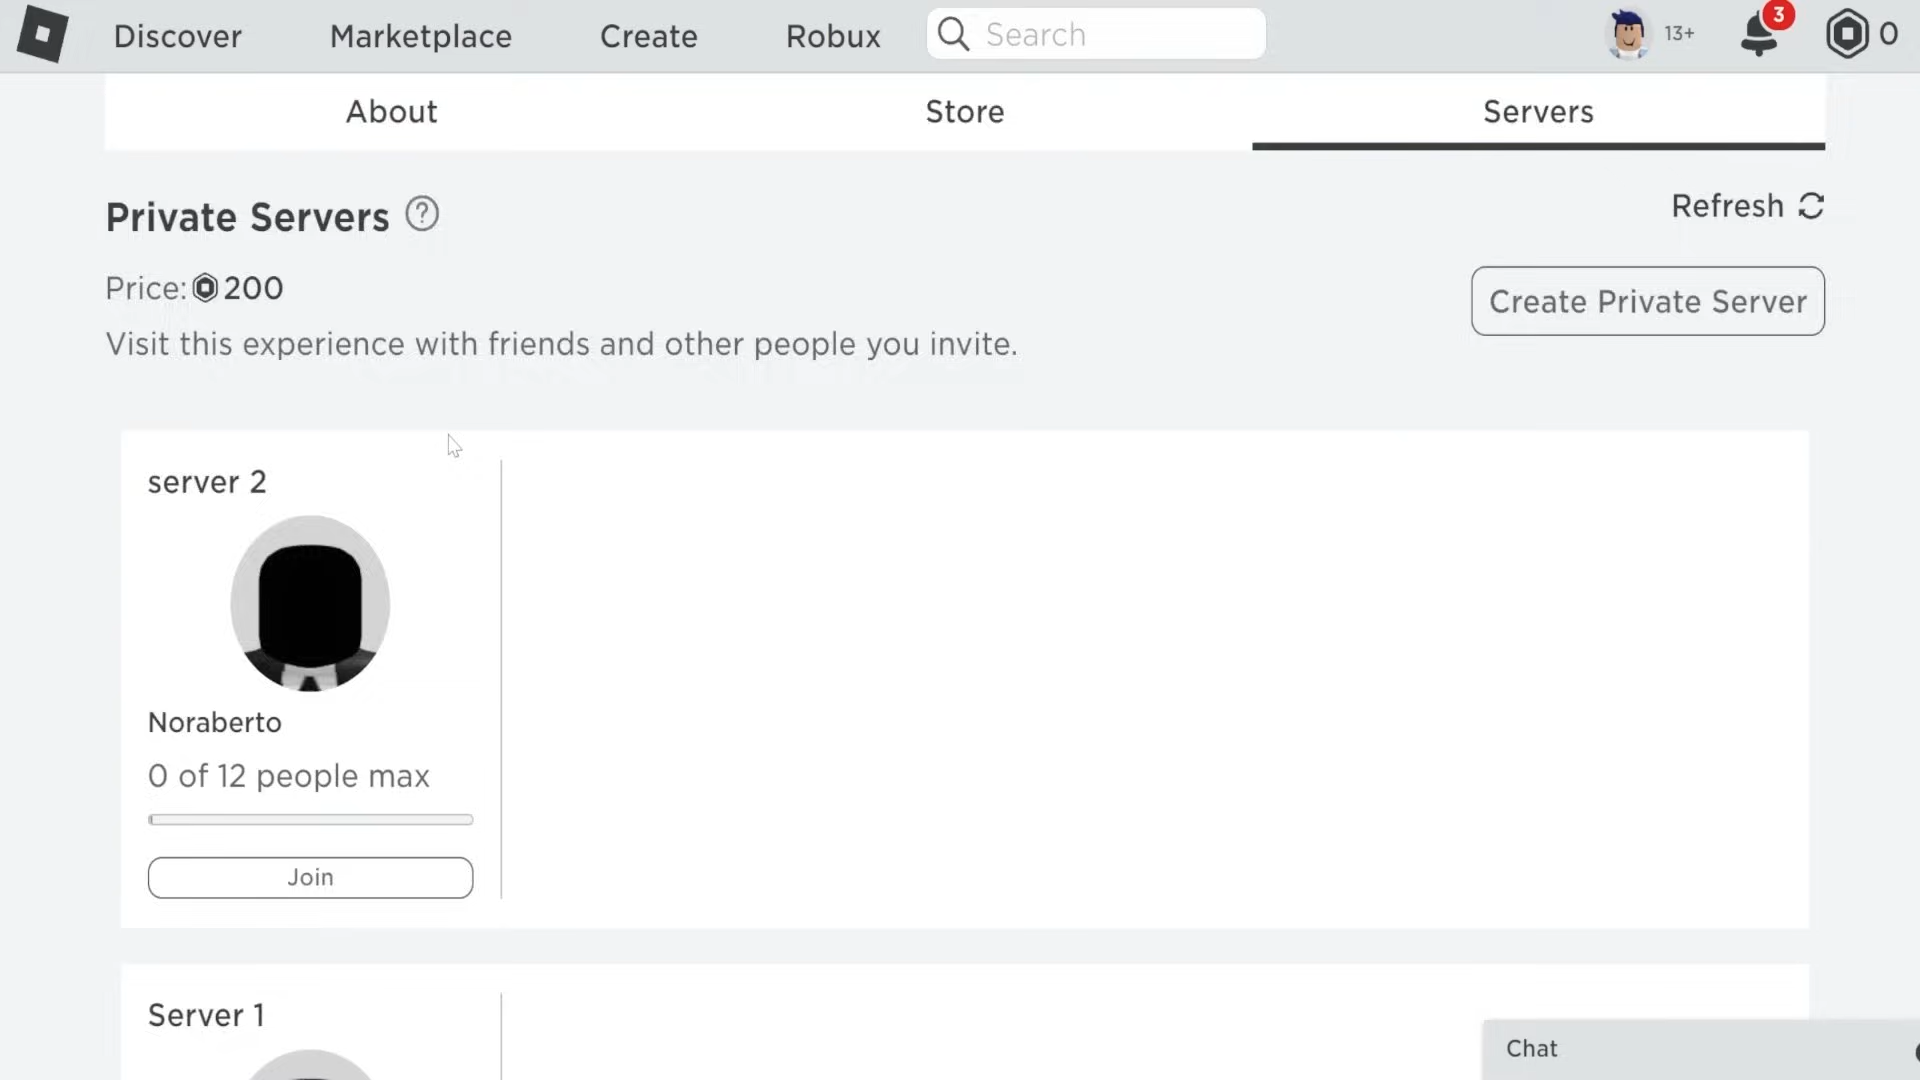 Discover Marketplace Create Robux Search 13+ 3 0
About Store Servers
Private Servers ?
Refresh
Price: 200
Create Private Server
Visit this experience with friends and other people you invite.
server 2
Noraberto
0 of 12 people max
Join
Server 1
Chat